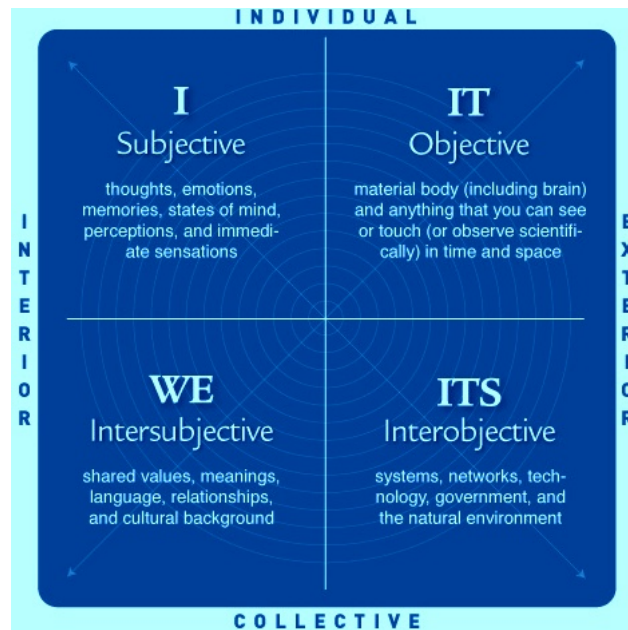 INDIVIDUAL
I
Subjective
thoughts, emotions,
memories, states of mind,
perceptions, and immedi-
ate sensations
IT
Objective
material body (including brain)
and anything that you can see
or touch (or observe scientifi-
cally) in time and space
INTERIOR
EXTERIOR
WE
Intersubjective
shared values, meanings,
language, relationships,
and cultural background
ITS
Interobjective
systems, networks, tech-
nology, government, and
the natural environment
COLLECTIVE